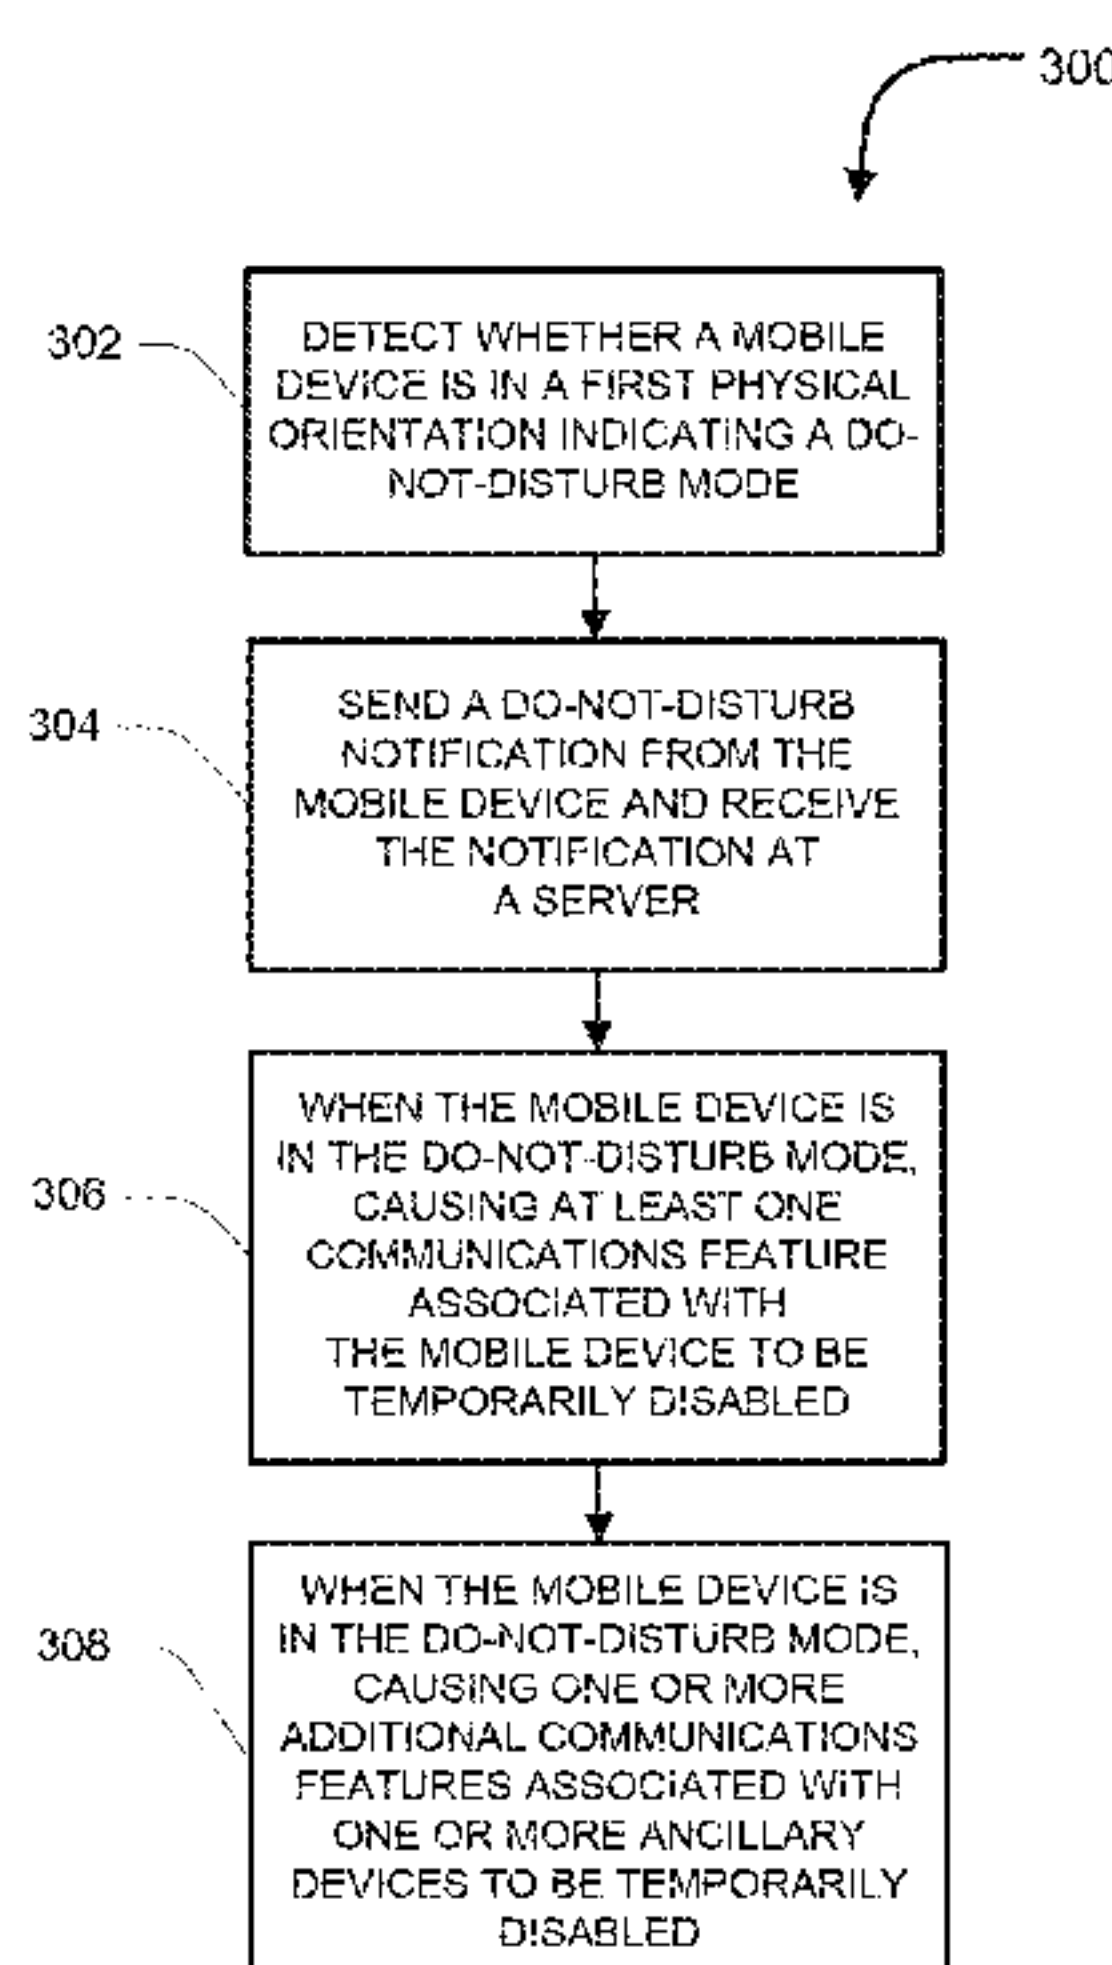 300
302
DETECT WHETHER A MOBILE
DEVICE IS IN A FIRST PHYSICAL
ORIENTATION INDICATING A DO-
NOT-DISTURB MODE
304
SEND A DO-NOT-DISTURB
NOTIFICATION FROM THE
MOBILE DEVICE AND RECEIVE
THE NOTIFICATION AT
A SERVER
306
WHEN THE MOBILE DEVICE IS
IN THE DO-NOT-DISTURB MODE,
CAUSING AT LEAST ONE
COMMUNICATIONS FEATURE
ASSOCIATED WITH
THE MOBILE DEVICE TO BE
TEMPORARILY DISABLED
308
WHEN THE MOBILE DEVICE IS
IN THE DO-NOT-DISTURB MODE,
CAUSING ONE OR MORE
ADDITIONAL COMMUNICATIONS
FEATURES ASSOCIATED WITH
ONE OR MORE ANCILLARY
DEVICES TO BE TEMPORARILY
DISABLED